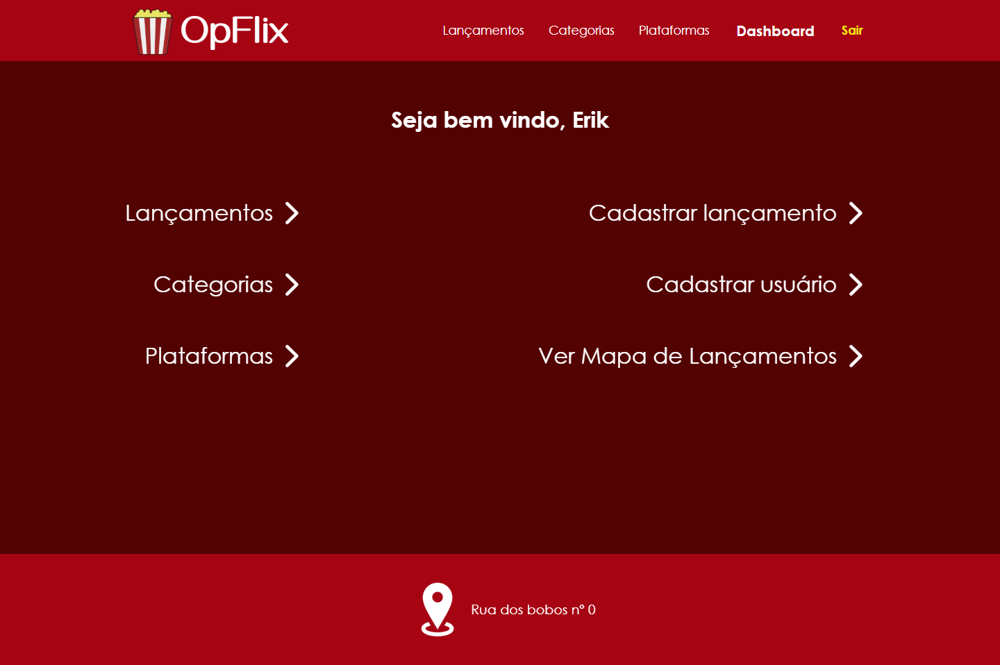 OpFlix
Lançamentos Categorias Plataformas Dashboard Sair
Seja bem vindo, Erik
Lançamentos
Cadastrar lançamento
Categorias
Cadastrar usuário
Plataformas
Ver Mapa de Lançamentos
Rua dos bobos nº 0